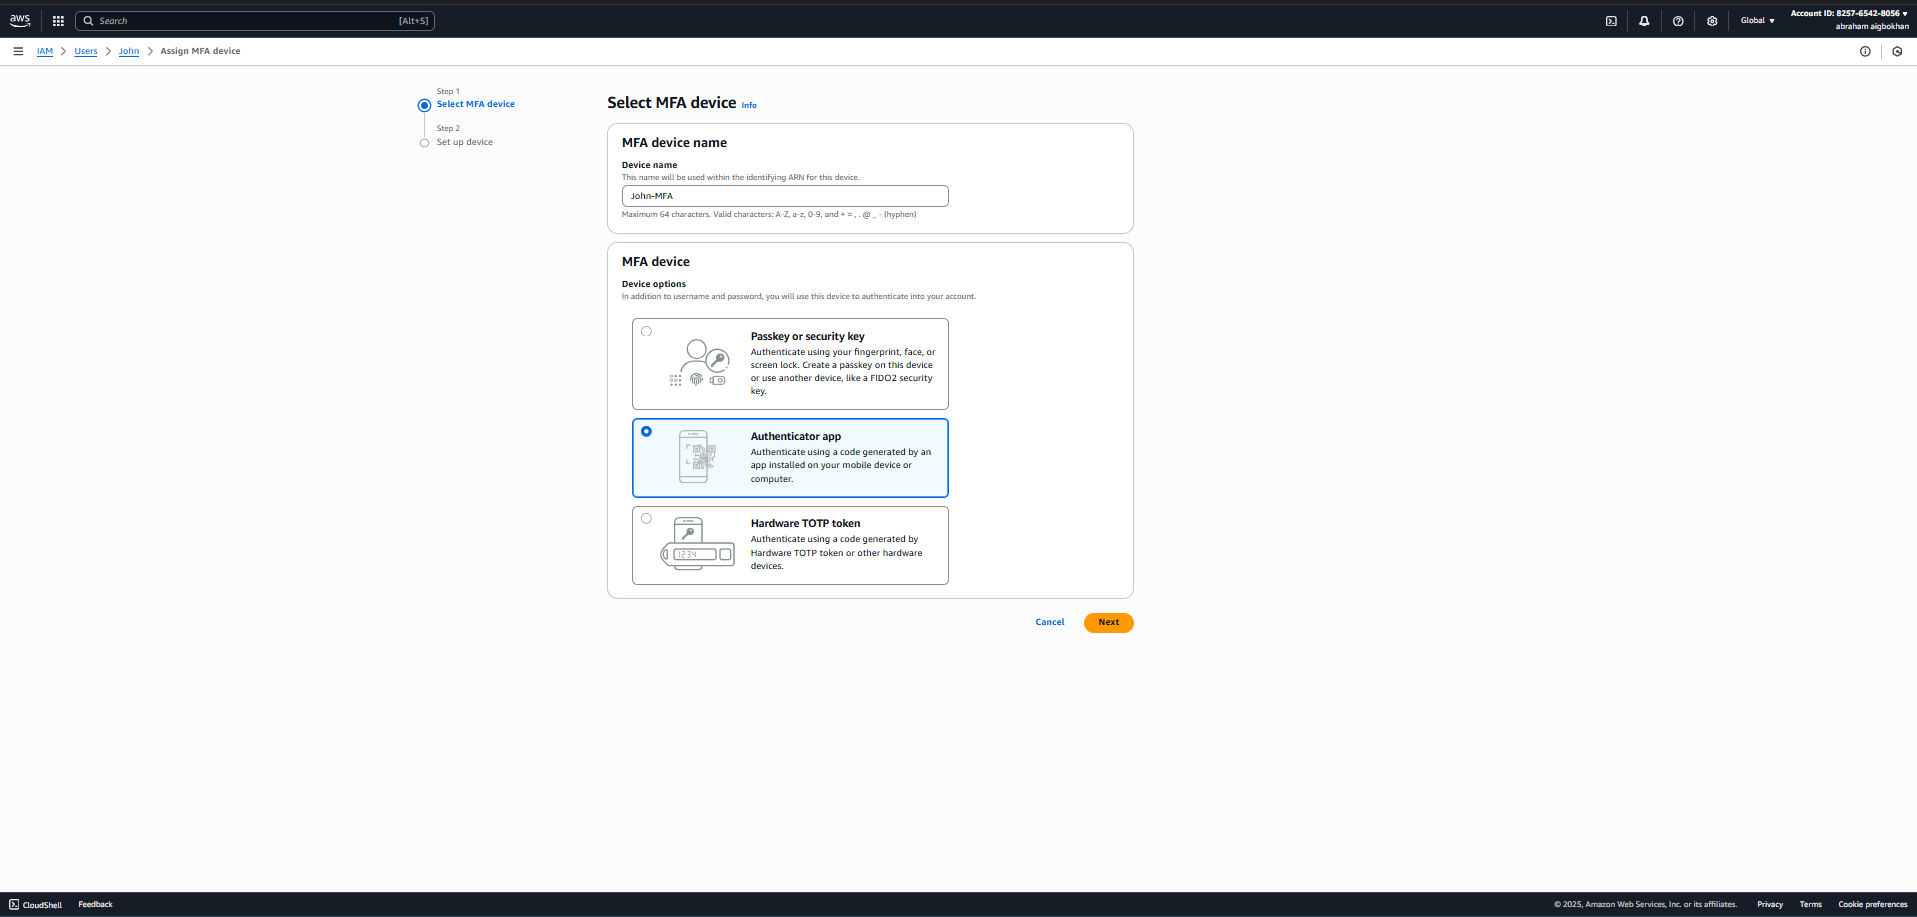 aws
Search
[Alt+S]
Global
Account ID: 8257-6542-8056
abraham aigbokhan
IAM
Users
John
Assign MFA device
Step 1
Select MFA device
Step 2
Set up device
Select MFA device Info
MFA device name
Device name
This name will be used within the identifying ARN for this device.
John-MFA
Maximum 64 characters. Valid characters: A-Z, a-z, 0-9, and + = , . @ _ - (hyphen)
MFA device
Device options
In addition to username and password, you will use this device to authenticate into your account.
Passkey or security key
Authenticate using your fingerprint, face, or
screen lock. Create a passkey on this device
or use another device, like a FIDO2 security
key.
Authenticator app
Authenticate using a code generated by an
app installed on your mobile device or
computer.
1234
Hardware TOTP token
Authenticate using a code generated by
Hardware TOTP token or other hardware
devices.
Cancel
Next
CloudShell
Feedback
© 2025, Amazon Web Services, Inc. or its affiliates.
Privacy
Terms
Cookie preferences